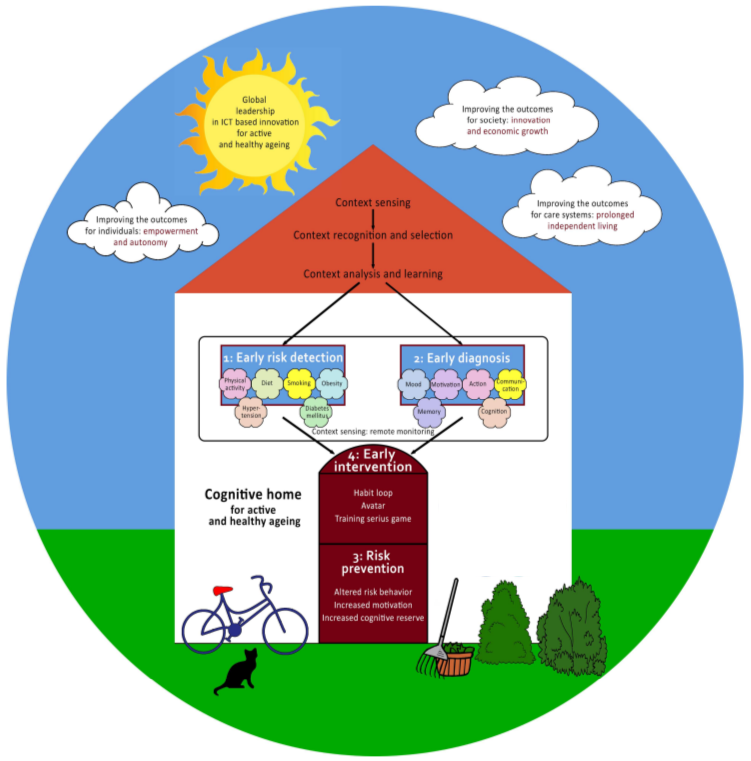 Global
leadership
in ICT based innovation
for active
and healthy ageing
Improving the outcomes
for society: innovation
and economic growth
Improving the outcomes
for individuals: empowerment
and autonomy
Improving the outcomes
for care systems: prolonged
independent living
Context sensing
Context recognition and selection
Context analysis and learning
1: Early risk detection
Physical
activity
Diet
Smoking
Obesity
Hyper-
tension
Diabetes
mellitus
2: Early diagnosis
Mood
Motivation
Action
Communi-
cation
Memory
Cognition
Context sensing: remote monitoring
4: Early
intervention
Habit loop
Avatar
Training serius game
Cognitive home
for active
and healthy ageing
3: Risk
prevention
Altered risk behavior
Increased motivation
Increased cognitive reserve